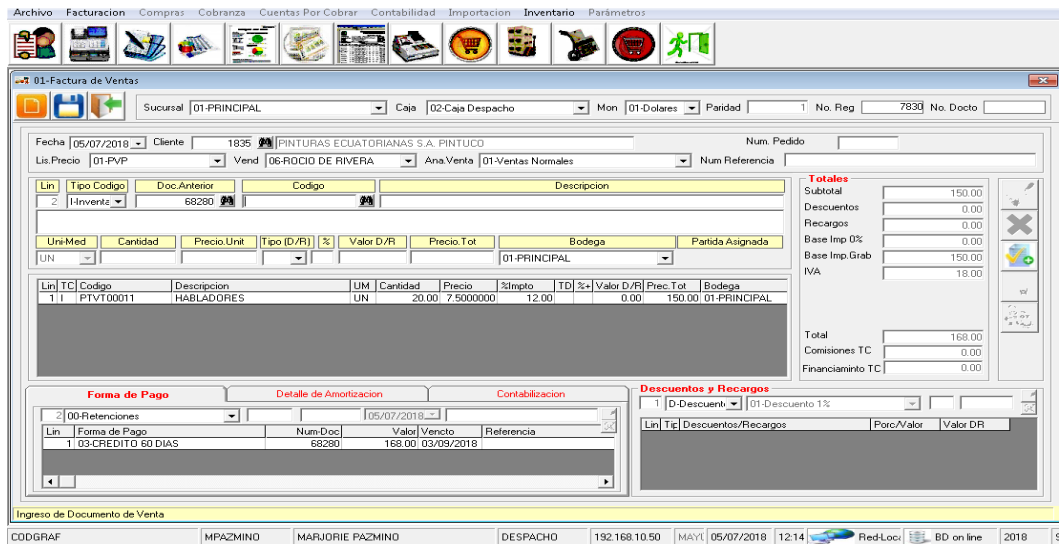 Archivo Facturacion Compras Cobranza Cuentas Por Cobrar Contabilidad Importacion Inventario Parámetros
01-Factura de Ventas
Sucursal 01-PRINCIPAL Caja 02-Caja Despacho Mon 01-Dolares Paridad 1 No. Reg 7830 No. Docto
Fecha 05/07/2018 Cliente 1835 PINTURAS ECUATORIANAS S.A. PINTUCO Num. Pedido
Lis.Precio 01-PVP Vend 06-ROCIO DE RIVERA Ana.Venta 01-Ventas Normales Num Referencia
Lin Tipo Codigo Doc.Anterior Codigo Descripcion
2 I-Inventa 68280
Uni-Med Cantidad Precio.Unit Tipo (D/R) % Valor D/R Precio.Tot Bodega Partida Asignada
UN 01-PRINCIPAL
Totales
Subtotal 150.00
Descuentos 0.00
Recargos 0.00
Base Imp 0% 0.00
Base Imp.Grab 150.00
IVA 18.00
Total 168.00
Comisiones TC 0.00
Financiaminto TC 0.00
Lin TC Codigo Descripcion UM Cantidad Precio %Impto TD %+ Valor D/R Prec.Tot Bodega
1 I PTVT00011 HABLADORES UN 20.00 7.5000000 12.00 0.00 150.00 01-PRINCIPAL
Forma de Pago Detalle de Amortizacion Contabilizacion
2 00-Retenciones 05/07/2018
Lin Forma de Pago Num-Doc Valor Vencto Referencia
1 03-CREDITO 60 DIAS 68280 168.00 03/09/2018
Descuentos y Recargos
1 D-Descuent 01-Descuento 1%
Lin Tip Descuentos/Recargos Porc/Valor Valor DR
Ingreso de Documento de Venta
CODGRAF MPAZMINO MARJORIE PAZMINO DESPACHO 192.168.10.50 05/07/2018 12:14 Red-Loca BD on line 2018